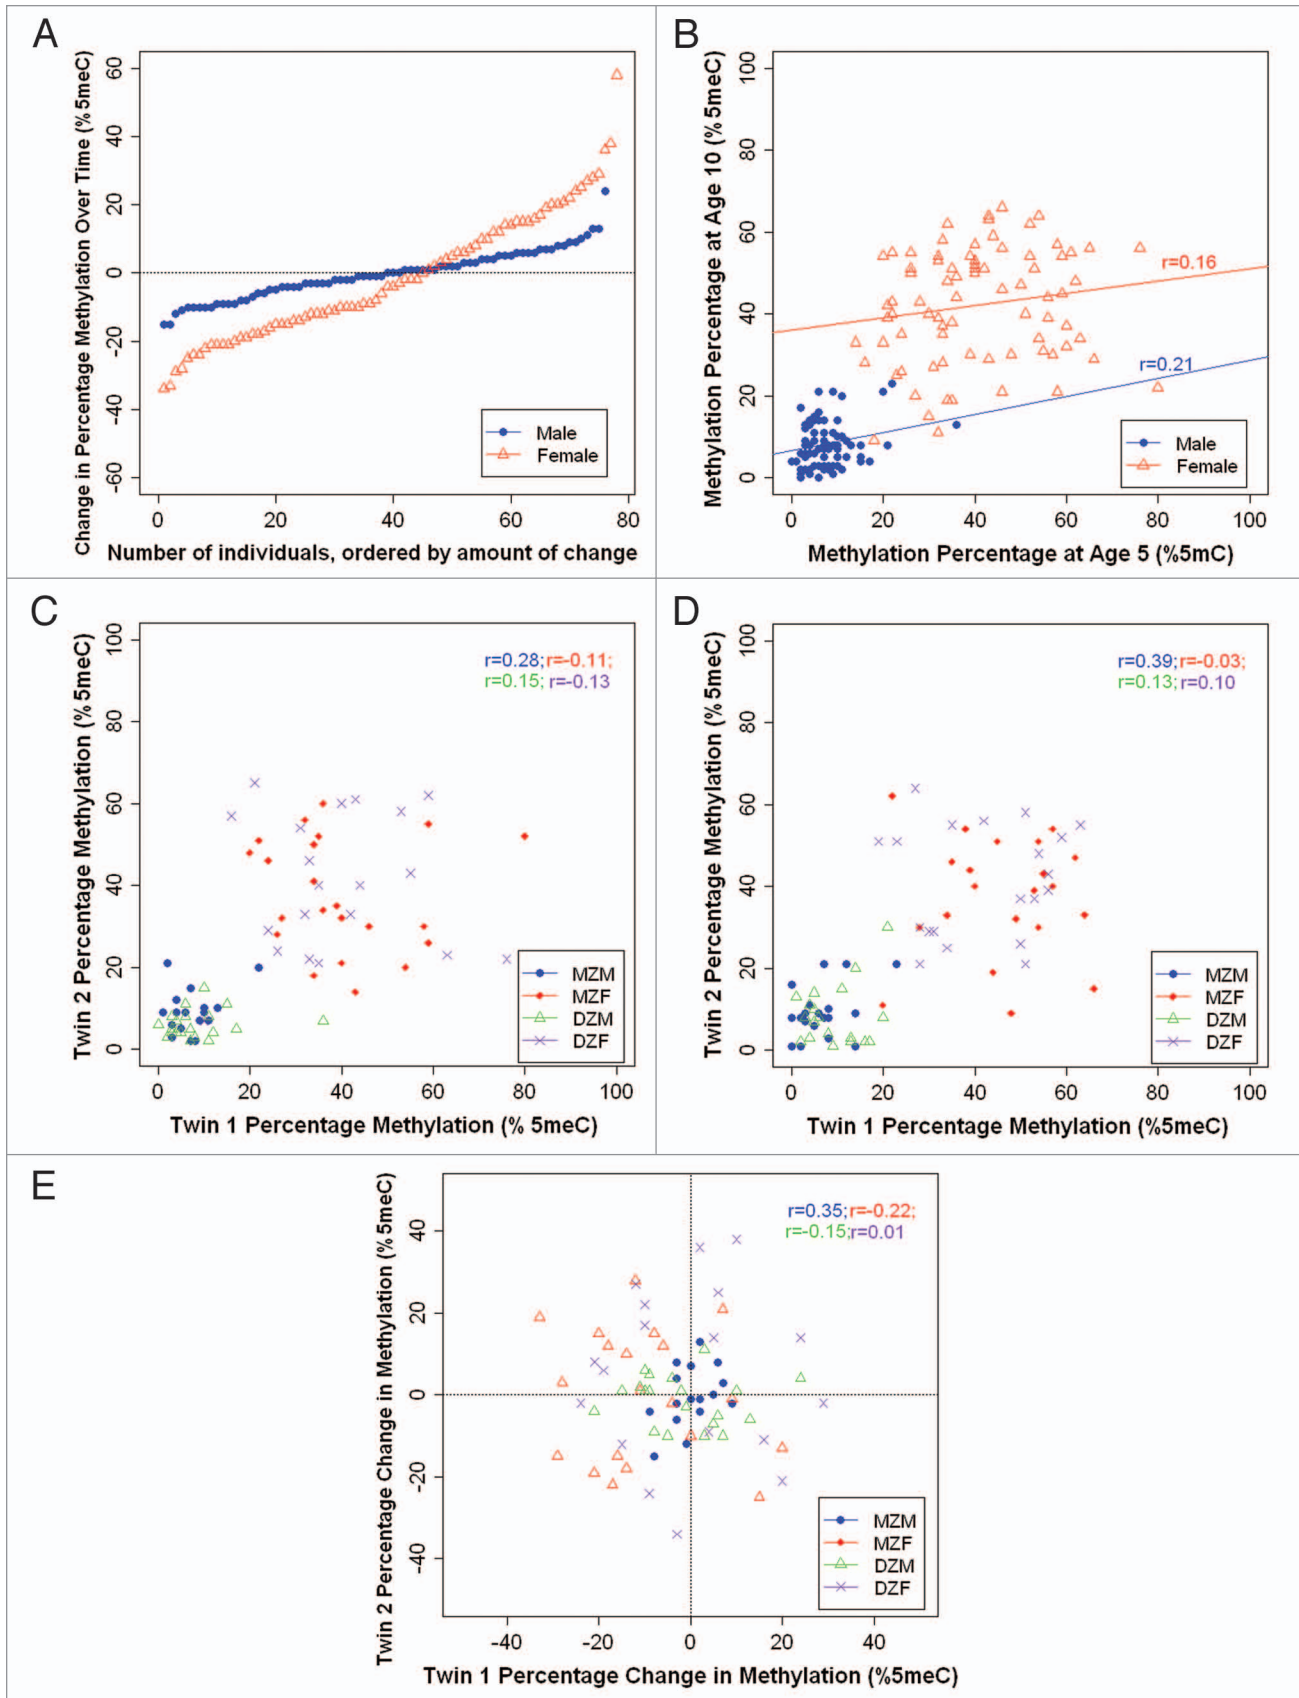 A
Change in Percentage Methylation Over Time (%5meC)
60
40
20
0
-20
-40
-60
Male
Female
0 20 40 60 80
Number of individuals, ordered by amount of change
B
Methylation Percentage at Age 10 (%5meC)
100
80
60
40
20
0
r=0.16
r=0.21
Male
Female
0 20 40 60 80 100
Methylation Percentage at Age 5 (%5mC)
C
Twin 2 Percentage Methylation (%5meC)
100
80
60
40
20
0
r=0.28; r=-0.11;
r=0.15; r=-0.13
MZM
MZF
DZM
DZF
0 20 40 60 80 100
Twin 1 Percentage Methylation (% 5meC)
D
Twin 2 Percentage Methylation (%5meC)
100
80
60
40
20
0
r=0.39;r=-0.03;
r=0.13;r=0.10
MZM
MZF
DZM
DZF
0 20 40 60 80 100
Twin 1 Percentage Methylation (%5meC)
E
Twin 2 Percentage Change in Methylation (%5meC)
40
20
0
-20
-40
r=0.35;r=-0.22;
r=-0.15;r=0.01
MZM
MZF
DZM
DZF
-40 -20 0 20 40
Twin 1 Percentage Change in Methylation (%5meC)